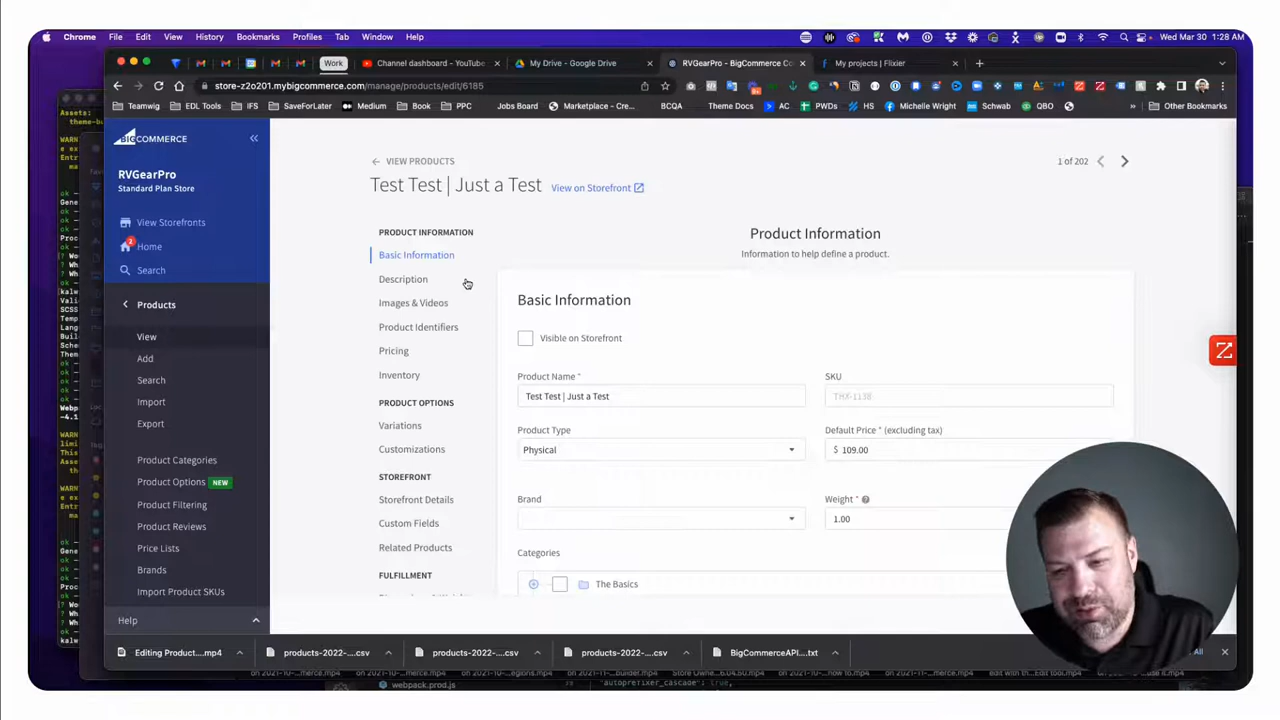 Chrome File Edit View History Bookmarks Profiles Tab Window Help Wed Mar 30 1:28 AM
Work Channel dashboard - YouTube × My Drive - Google Drive × RVGearPro - BigCommerce Co × My projects | Flixier × +
store-z2o201.mybigcommerce.com/manage/products/edit/6185
Teamwig EDL Tools IFS SaveForLater Medium Book PPC Jobs Board Marketplace - Cre... BCQA Theme Docs AC PWDs HS Michelle Wright Schwab QBO » Other Bookmarks
BIGCOMMERCE
RVGearPro
Standard Plan Store
View Storefronts
2
Home
Search
Products
View
Add
Search
Import
Export
Product Categories
Product Options NEW
Product Filtering
Product Reviews
Price Lists
Brands
Import Product SKUs
Help
← VIEW PRODUCTS
1 of 202
Test Test | Just a Test View on Storefront
PRODUCT INFORMATION
Basic Information
Description
Images & Videos
Product Identifiers
Pricing
Inventory
PRODUCT OPTIONS
Variations
Customizations
STOREFRONT
Storefront Details
Custom Fields
Related Products
FULFILLMENT
Product Information
Information to help define a product.
Basic Information
Visible on Storefront
Product Name *
Test Test | Just a Test
SKU
THX-1138
Product Type
Physical
Default Price * (excluding tax)
$ 109.00
Brand
Weight *
1.00
Categories
The Basics
Editing Product....mp4 products-2022-....csv products-2022-....csv products-2022-....csv BigCommerceAPI....txt All
webpack.prod.js
"autoprefixer_cascade": true,